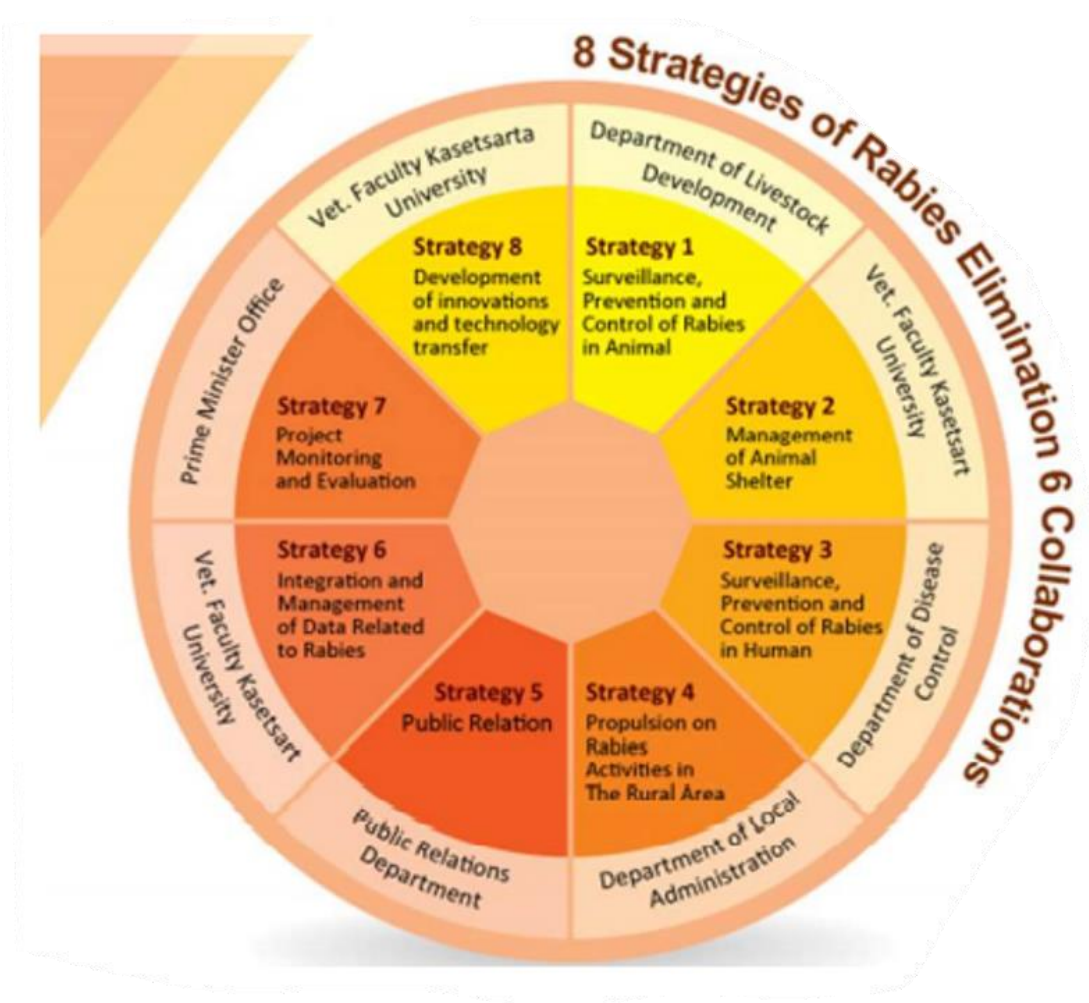 8 Strategies of Rabies Elimination 6 Collaborations
Department of Livestock
Development
Strategy 1
Surveillance,
Prevention and
Control of Rabies
in Animal
Vet. Faculty Kasetsart
University
Strategy 2
Management
of Animal
Shelter
Department of Disease
Control
Strategy 3
Surveillance,
Prevention and
Control of Rabies
in Human
Department of Local
Administration
Strategy 4
Propulsion on
Rabies
Activities in
The Rural Area
Public Relations
Department
Strategy 5
Public Relation
Vet. Faculty Kasetsart
University
Strategy 6
Integration and
Management
of Data Related
to Rabies
Prime Minister Office
Strategy 7
Project
Monitoring
and Evaluation
Vet. Faculty Kasetsarta
University
Strategy 8
Development
of innovations
and technology
transfer